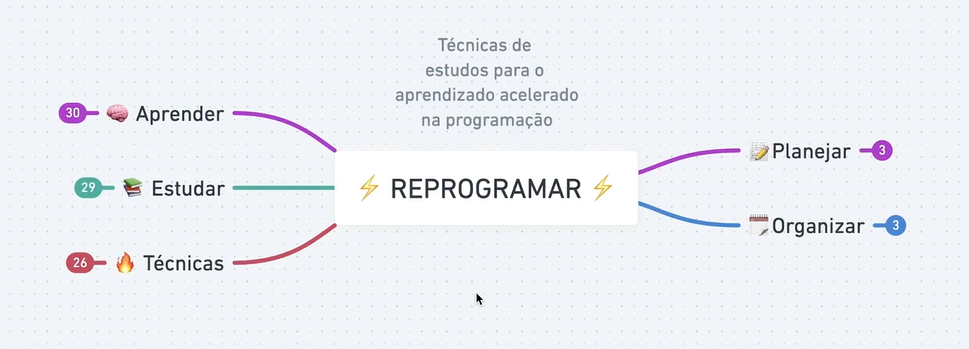 Técnicas de
estudos para o
aprendizado acelerado
na programação
⚡ REPROGRAMAR ⚡
30 🧠 Aprender
29 📚 Estudar
26 🔥 Técnicas
📝 Planejar 3
🗒️ Organizar 3